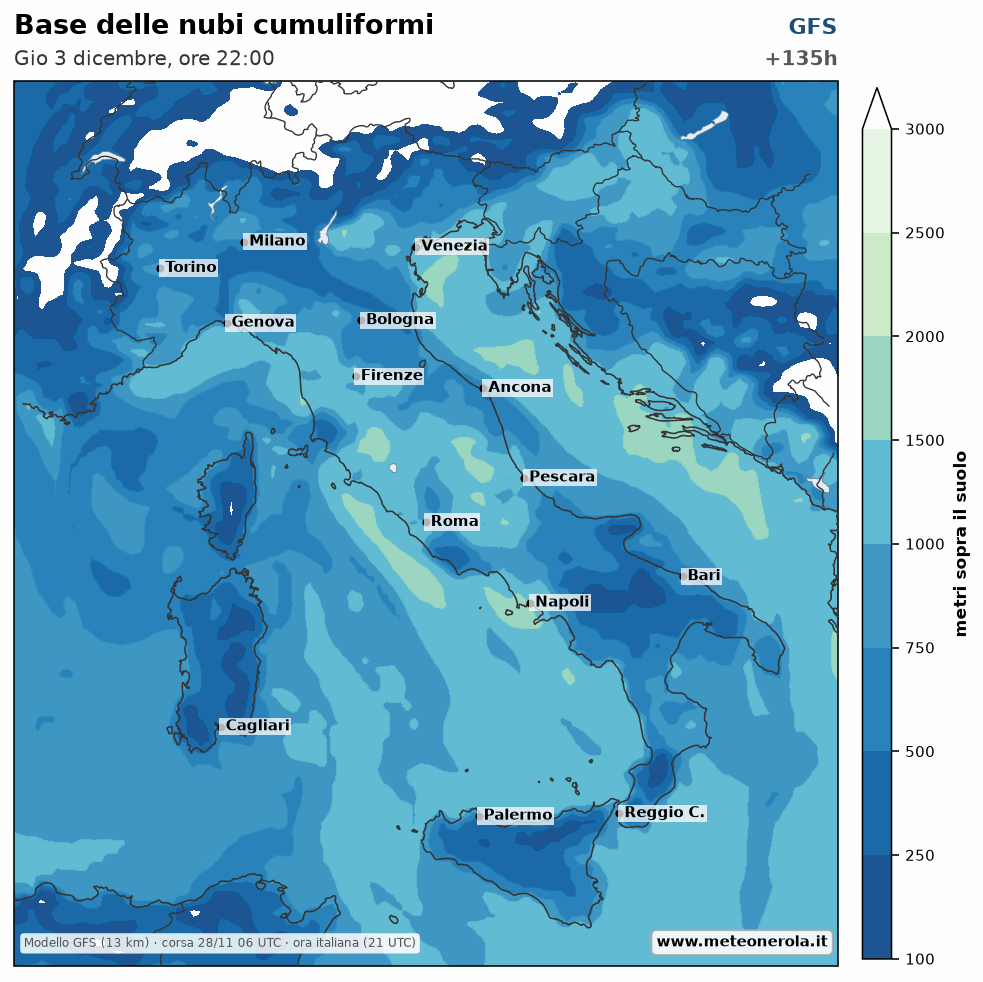 Base delle nubi cumuliformi
GFS
Gio 3 dicembre, ore 22:00
+135h
3000
2500
2000
1500
1000
750
500
250
100
metri sopra il suolo
Milano
Venezia
Torino
Genova
Bologna
Firenze
Ancona
Pescara
Roma
Bari
Napoli
Cagliari
Palermo
Reggio C.
Modello GFS (13 km) · corsa 28/11 06 UTC · ora italiana (21 UTC)
www.meteonerola.it